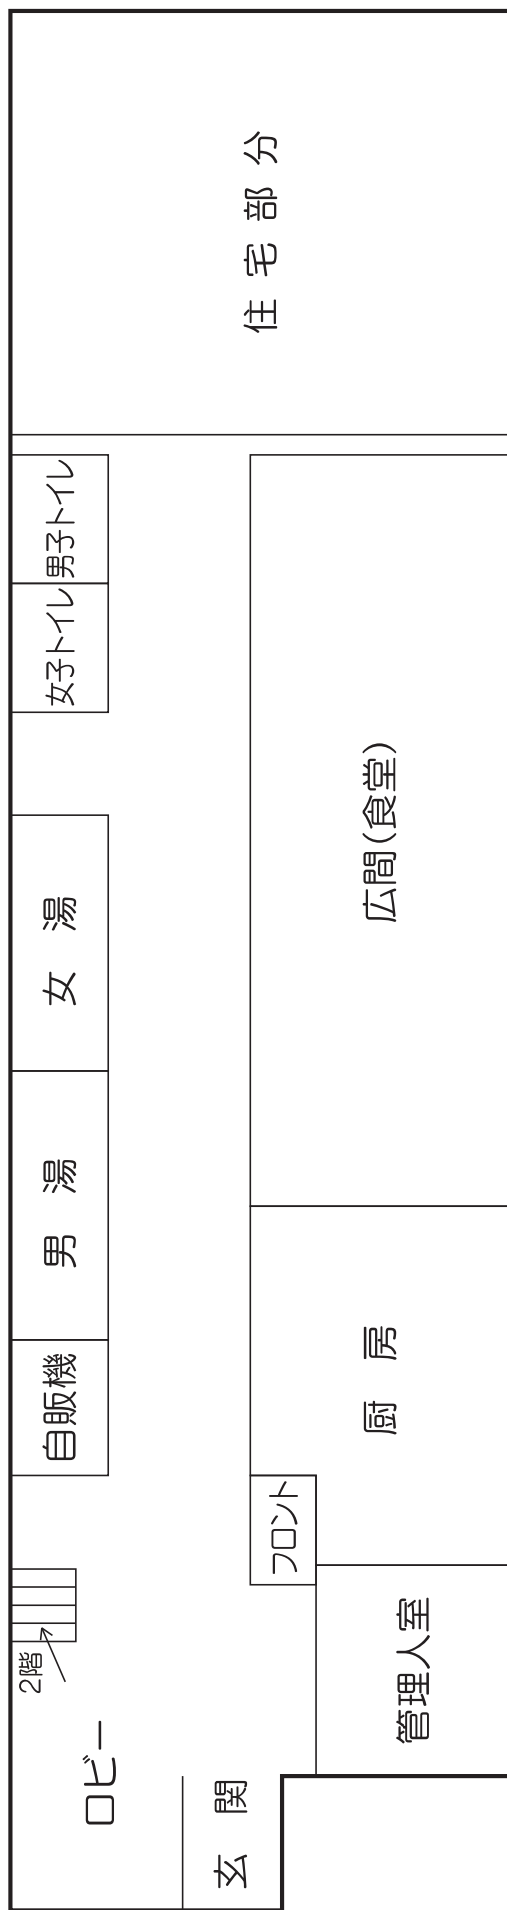 住宅部分
男子トイレ
女子トイレ
広間(食堂)
女湯
男湯
厨房
自販機
フロント
2階
管理人室
ロビー
玄関